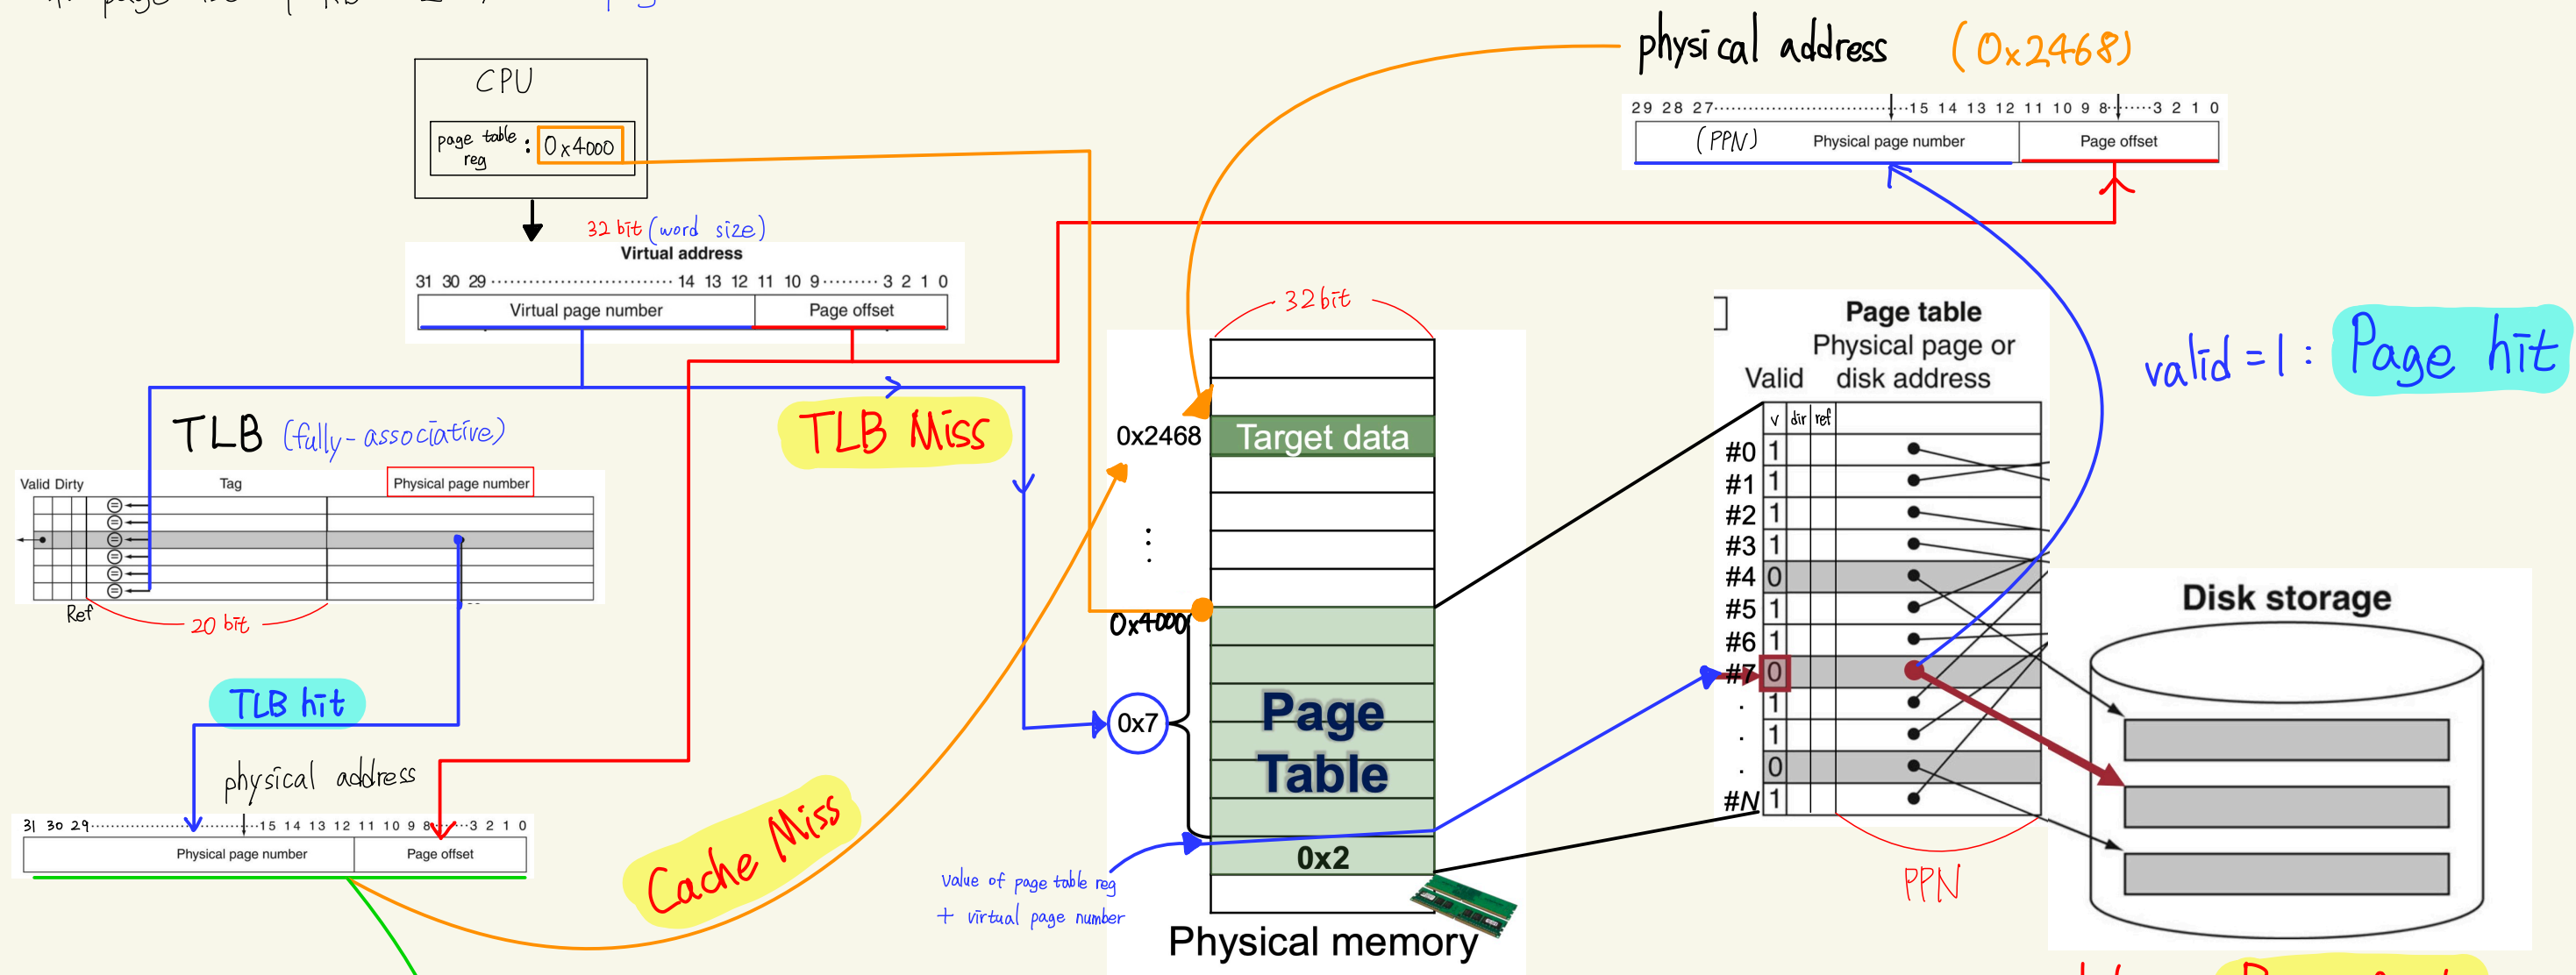 CPU
page table reg : 0x4000
32 bit (word size)
Virtual address
31 30 29 14 13 12 11 10 9 3 2 1 0
Virtual page number Page offset
TLB (fully-associative)
Valid Dirty Tag Physical page number
Ref
20 bit
TLB hit
physical address
31 30 29 15 14 13 12 11 10 9 8 3 2 1 0
Physical page number Page offset
TLB Miss
Cache Miss
physical address (0x2468)
29 28 27 15 14 13 12 11 10 9 8 3 2 1 0
(PPN) Physical page number Page offset
32bit
0x2468 Target data
0x4000
0x7
Page
Table
0x2
value of page table reg
+ virtual page number
Physical memory
Page table
Physical page or
Valid disk address
v dir ref
#0 1
#1 1
#2 1
#3 1
#4 0
#5 1
#6 1
#7 0
. 1
. 1
. 0
#N 1
PPN
valid = 1 : Page hit
Disk storage